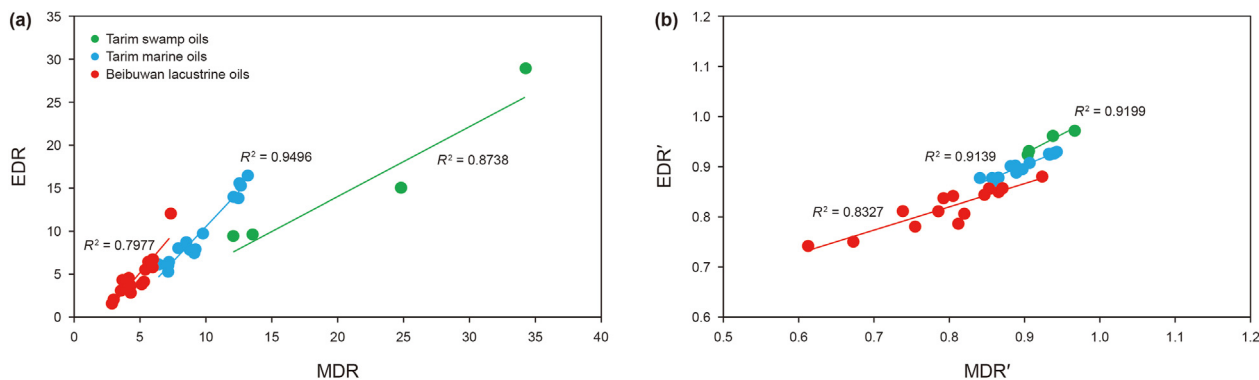 (a)
35
30
25
20
15
10
5
0
EDR
Tarim swamp oils
Tarim marine oils
Beibuwan lacustrine oils
R² = 0.9496
R² = 0.8738
R² = 0.7977
0 5 10 15 20 25 30 35 40
MDR
(b)
1.2
1.1
1.0
0.9
0.8
0.7
0.6
EDR′
R² = 0.9199
R² = 0.9139
R² = 0.8327
0.5 0.6 0.7 0.8 0.9 1.0 1.1 1.2
MDR′